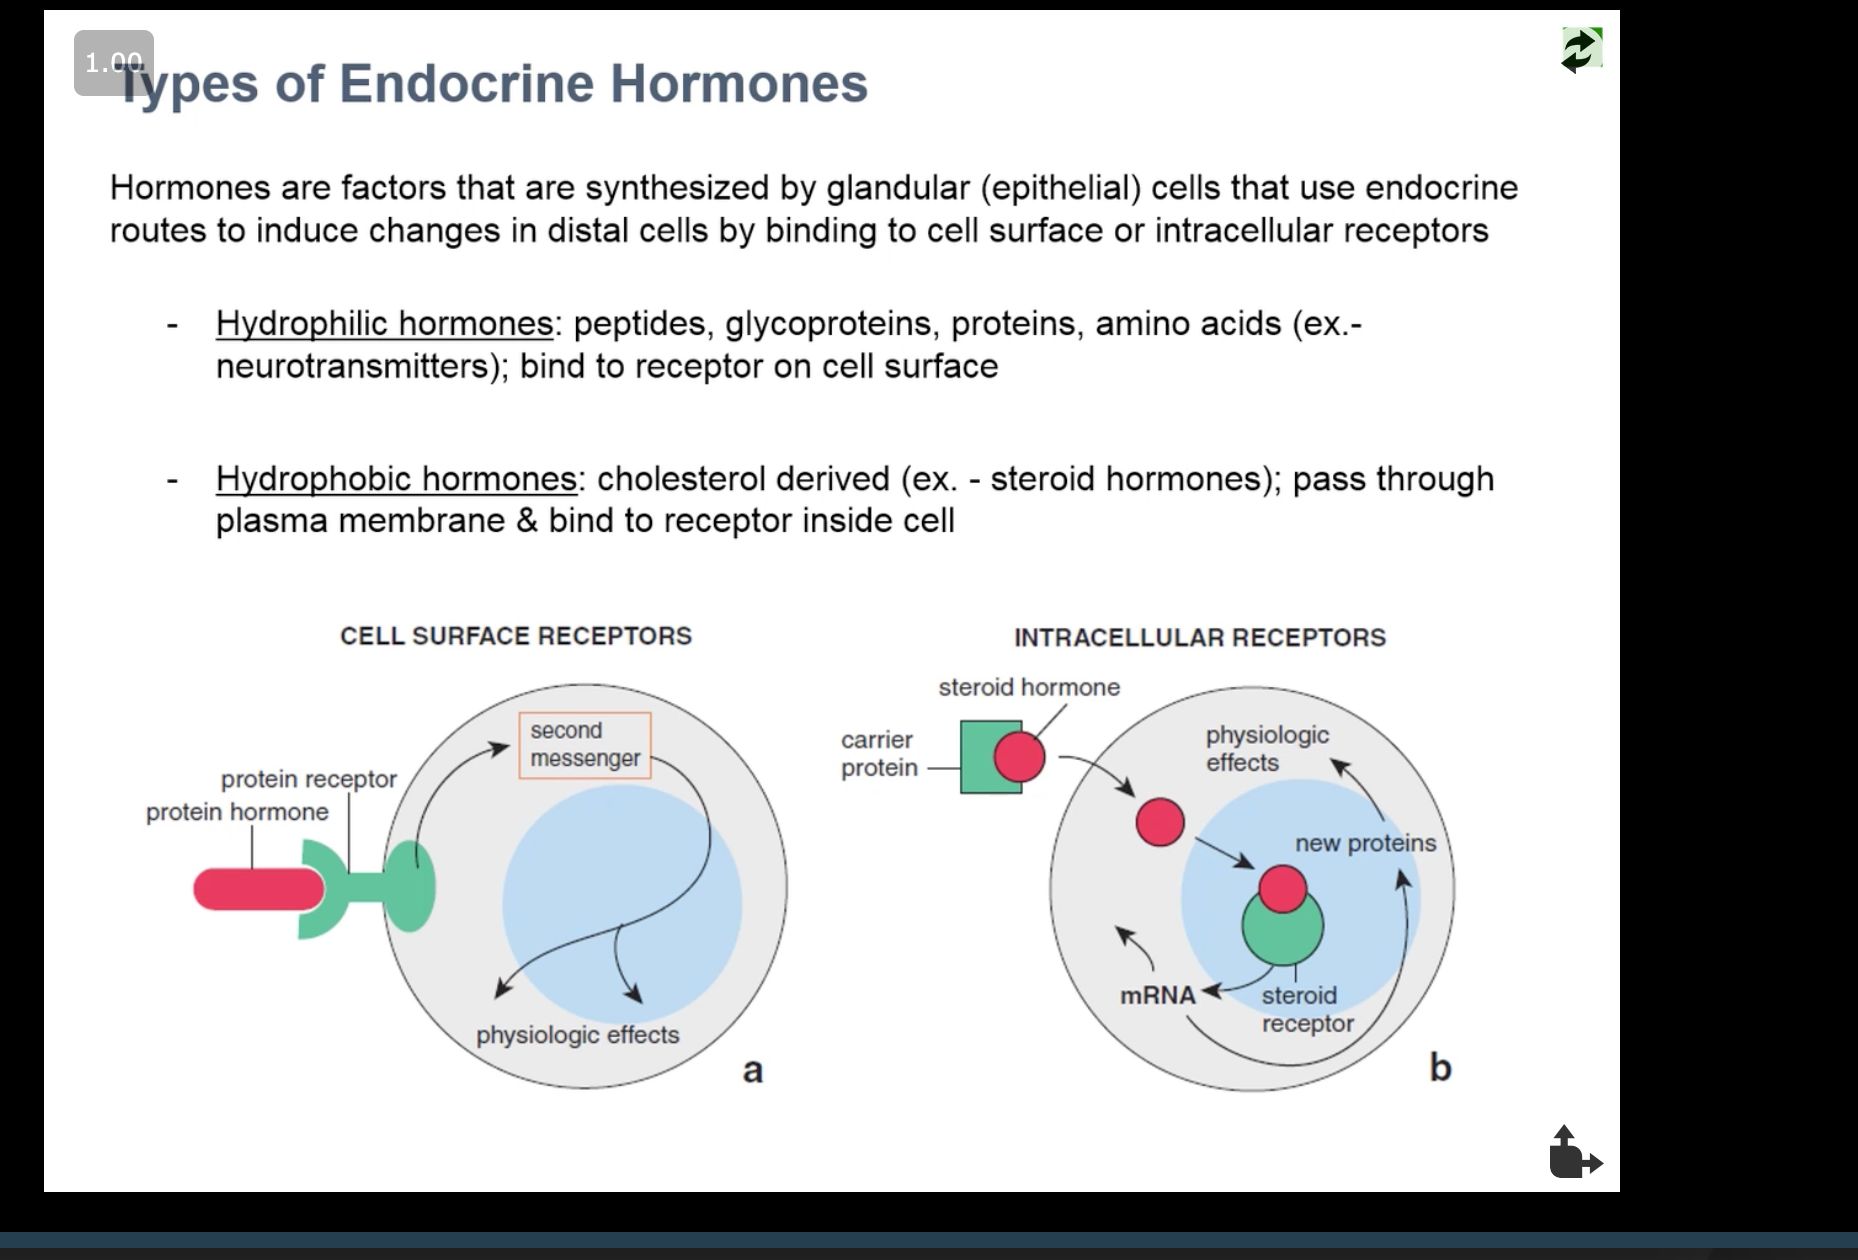 1.00
Types of Endocrine Hormones
Hormones are factors that are synthesized by glandular (epithelial) cells that use endocrine
routes to induce changes in distal cells by binding to cell surface or intracellular receptors
- Hydrophilic hormones: peptides, glycoproteins, proteins, amino acids (ex.-
neurotransmitters); bind to receptor on cell surface
- Hydrophobic hormones: cholesterol derived (ex. - steroid hormones); pass through
plasma membrane & bind to receptor inside cell
CELL SURFACE RECEPTORS
second
messenger
protein receptor
protein hormone
physiologic effects
a
INTRACELLULAR RECEPTORS
steroid hormone
carrier
protein
physiologic
effects
new proteins
mRNA
steroid
receptor
b